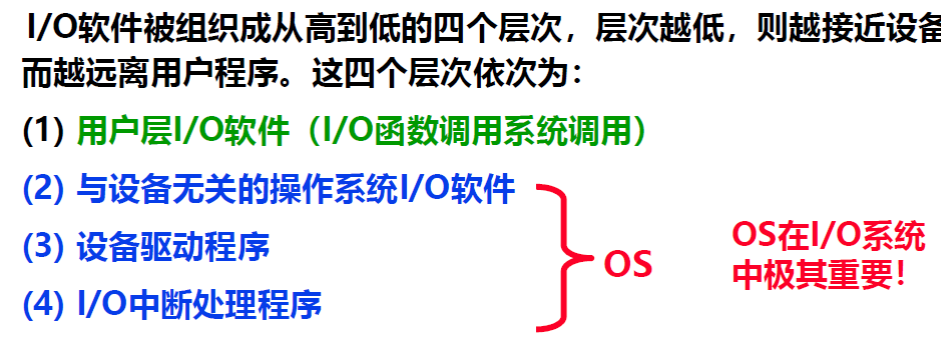 I/O软件被组织成从高到低的四个层次，层次越低，则越接近设备
而越远离用户程序。这四个层次依次为：
(1) 用户层I/O软件（I/O函数调用系统调用）
(2) 与设备无关的操作系统I/O软件
(3) 设备驱动程序
(4) I/O中断处理程序
OS
OS在I/O系统
中极其重要！